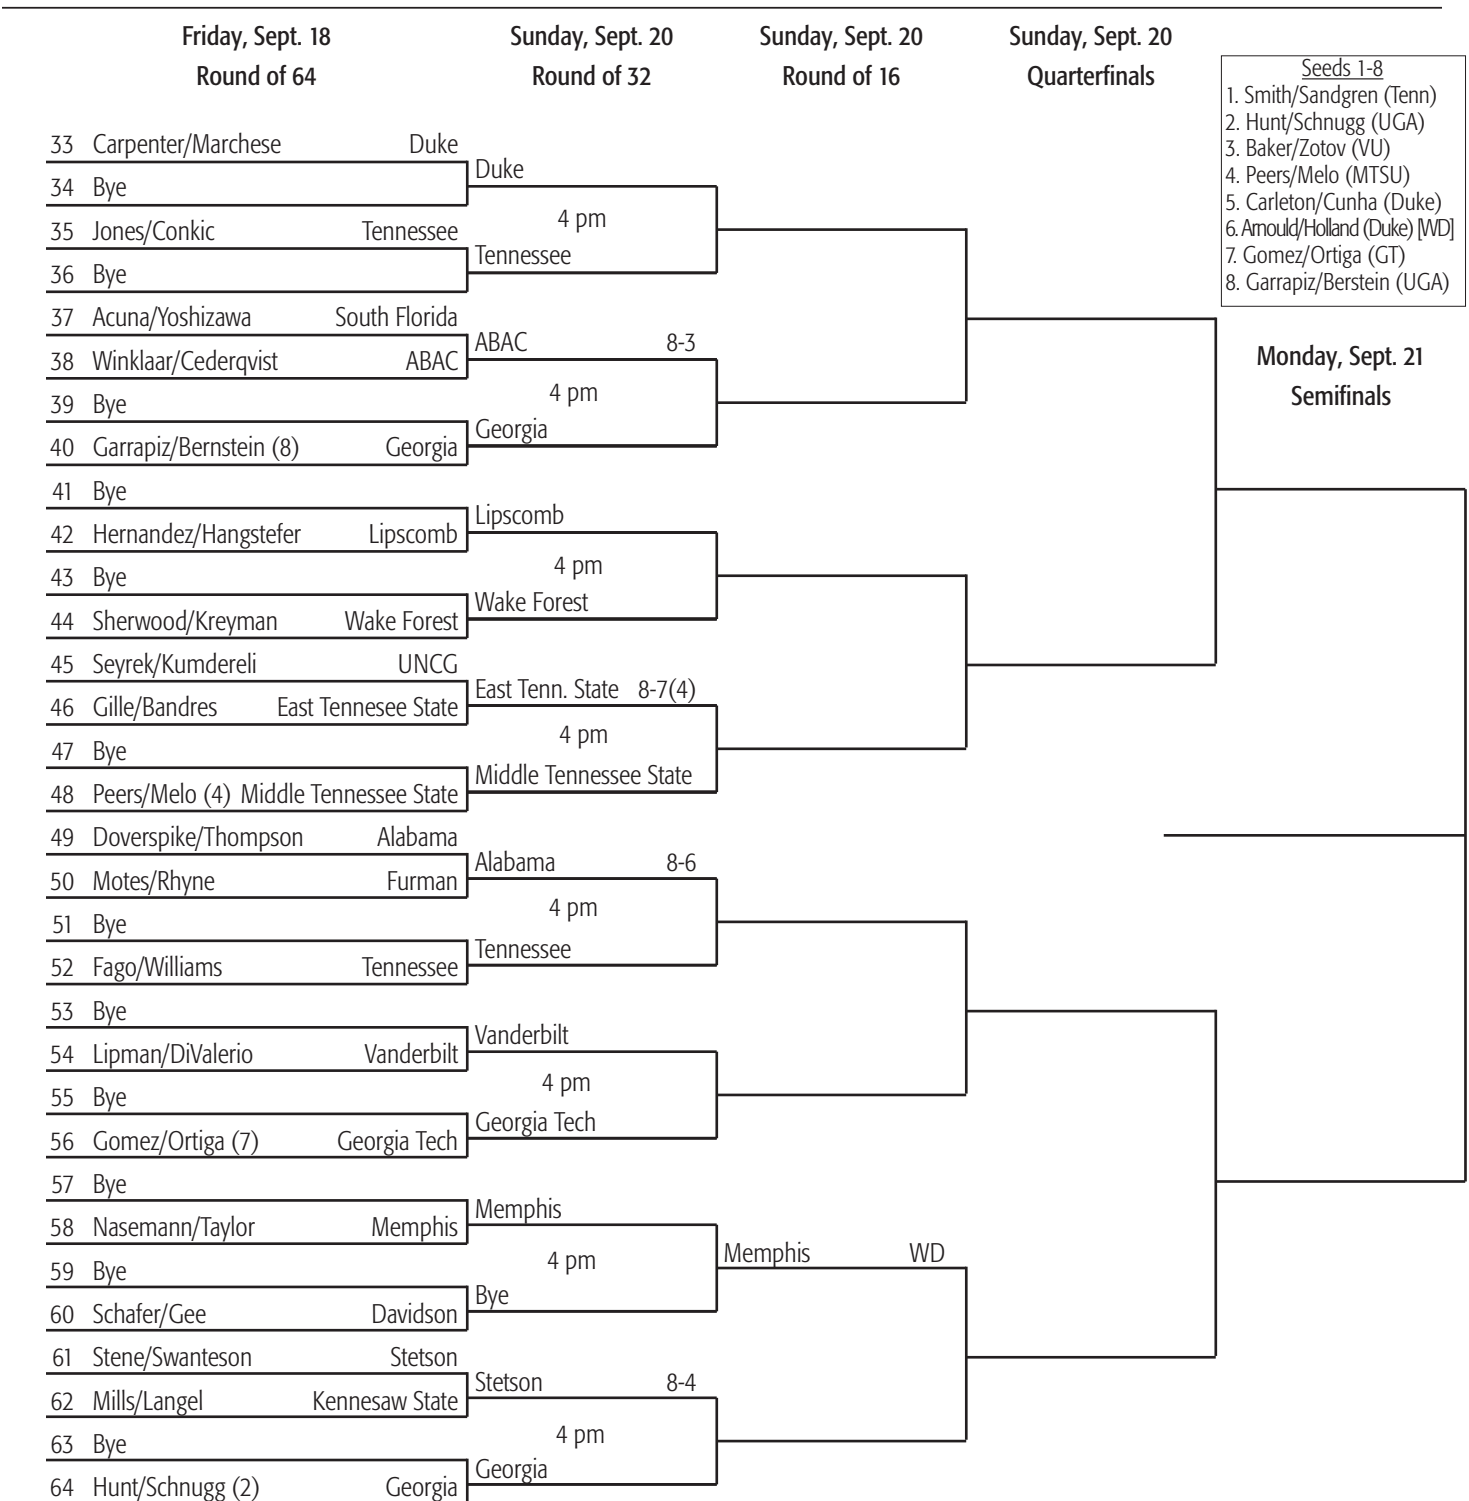 Friday, Sept. 18
Round of 64
Sunday, Sept. 20
Round of 32
Sunday, Sept. 20
Round of 16
Sunday, Sept. 20
Quarterfinals
Seeds 1-8
1. Smith/Sandgren (Tenn)
2. Hunt/Schnugg (UGA)
3. Baker/Zotov (VU)
4. Peers/Melo (MTSU)
5. Carleton/Cunha (Duke)
6. Arnould/Holland (Duke) [WD]
7. Gomez/Ortiga (GT)
8. Garrapiz/Berstein (UGA)
Monday, Sept. 21
Semifinals
33 Carpenter/Marchese Duke
34 Bye
35 Jones/Conkic Tennessee
36 Bye
37 Acuna/Yoshizawa South Florida
38 Winklaar/Cederqvist ABAC
39 Bye
40 Garrapiz/Bernstein (8) Georgia
41 Bye
42 Hernandez/Hangstefer Lipscomb
43 Bye
44 Sherwood/Kreyman Wake Forest
45 Seyrek/Kumdereli UNCG
46 Gille/Bandres East Tennesee State
47 Bye
48 Peers/Melo (4) Middle Tennessee State
49 Doverspike/Thompson Alabama
50 Motes/Rhyne Furman
51 Bye
52 Fago/Williams Tennessee
53 Bye
54 Lipman/DiValerio Vanderbilt
55 Bye
56 Gomez/Ortiga (7) Georgia Tech
57 Bye
58 Nasemann/Taylor Memphis
59 Bye
60 Schafer/Gee Davidson
61 Stene/Swanteson Stetson
62 Mills/Langel Kennesaw State
63 Bye
64 Hunt/Schnugg (2) Georgia
Duke
4 pm
Tennessee
ABAC 8-3
4 pm
Georgia
Lipscomb
4 pm
Wake Forest
East Tenn. State 8-7(4)
4 pm
Middle Tennessee State
Alabama 8-6
4 pm
Tennessee
Vanderbilt
4 pm
Georgia Tech
Memphis
4 pm
Bye
Stetson 8-4
4 pm
Georgia
Memphis WD